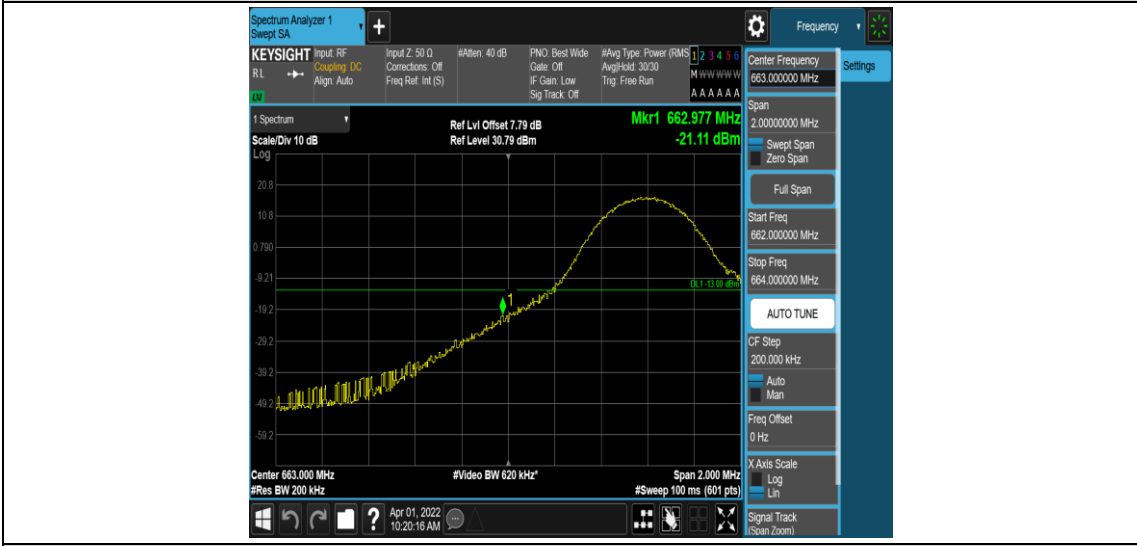 Spectrum Analyzer 1
Swept SA
+
Frequency
KEYSIGHT
RL
Input: RF
Coupling: DC
Align: Auto
Input Z: 50 Ω
Corrections: Off
Freq Ref: Int (S)
#Atten: 40 dB
PNO: Best Wide
Gate: Off
IF Gain: Low
Sig Track: Off
#Avg Type: Power (RMS
Avg|Hold: 30/30
Trig: Free Run
1 2 3 4 5 6
M W W W W W
A A A A A A
1 Spectrum
Scale/Div 10 dB
Log
Ref Lvl Offset 7.79 dB
Ref Level 30.79 dBm
Mkr1 662.977 MHz
-21.11 dBm
20.8
10.8
0.790
-9.21
-19.2
-29.2
-39.2
-49.2
-59.2
DL1 -13.00 dBm
1
Center 663.000 MHz
#Res BW 200 kHz
#Video BW 620 kHz*
Span 2.000 MHz
#Sweep 100 ms (601 pts)
?
Apr 01, 2022
10:20:16 AM
Center Frequency
663.000000 MHz
Settings
Span
2.00000000 MHz
Swept Span
Zero Span
Full Span
Start Freq
662.000000 MHz
Stop Freq
664.000000 MHz
AUTO TUNE
CF Step
200.000 kHz
Auto
Man
Freq Offset
0 Hz
X Axis Scale
Log
Lin
Signal Track
(Span Zoom)